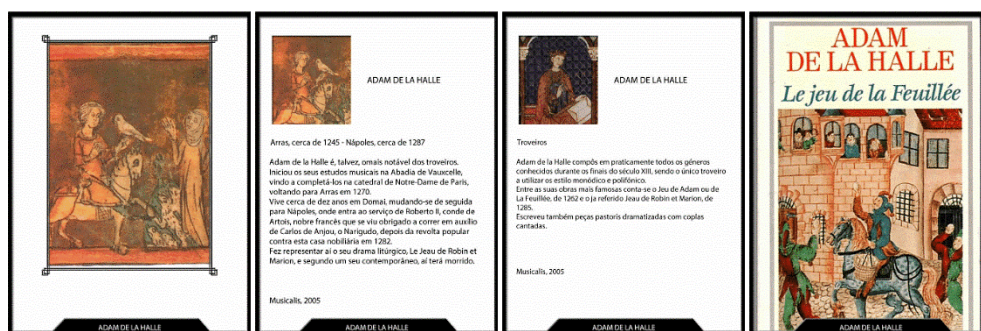 ADAM DE LA HALLE
ADAM DE LA HALLE
Arras, cerca de 1245 - Nápoles, cerca de 1287
Adam de la Halle é, talvez, omais notável dos troveiros.
Iniciou os seus estudos musicais na Abadia de Vauxcelle,
vindo a completá-los na catedral de Notre-Dame de Paris,
voltando para Arras em 1270.
Vive cerca de dez anos em Domai, mudando-se de seguida
para Nápoles, onde entra ao serviço de Roberto II, conde de
Artois, nobre francês que se viu obrigado a correr em auxílio
de Carlos de Anjou, o Narigudo, depois da revolta popular
contra esta casa nobiliária em 1282.
Fez representar aí o seu drama litúrgico, Le Jeau de Robin et
Marion, e segundo um seu contemporâneo, aí terá morrido.
Musicalis, 2005
ADAM DE LA HALLE
ADAM DE LA HALLE
Troveiros
Adam de la Halle compôs em praticamente todos os géneros
conhecidos durante os finais do século XIII, sendo o único troveiro
a utilizar os estilo monódico e polifónico.
Entre as suas obras mais famosas conta-se o Jeu de Adam ou de
La Feuillée, de 1262 e o ja referido Jeau de Robin et Marion, de
1285.
Escreveu também peças pastoris dramatizadas com coplas
cantadas.
Musicalis, 2005
ADAM DE LA HALLE
ADAM
DE LA HALLE
Le jeu de la Feuillée
ADAM DE LA HALLE